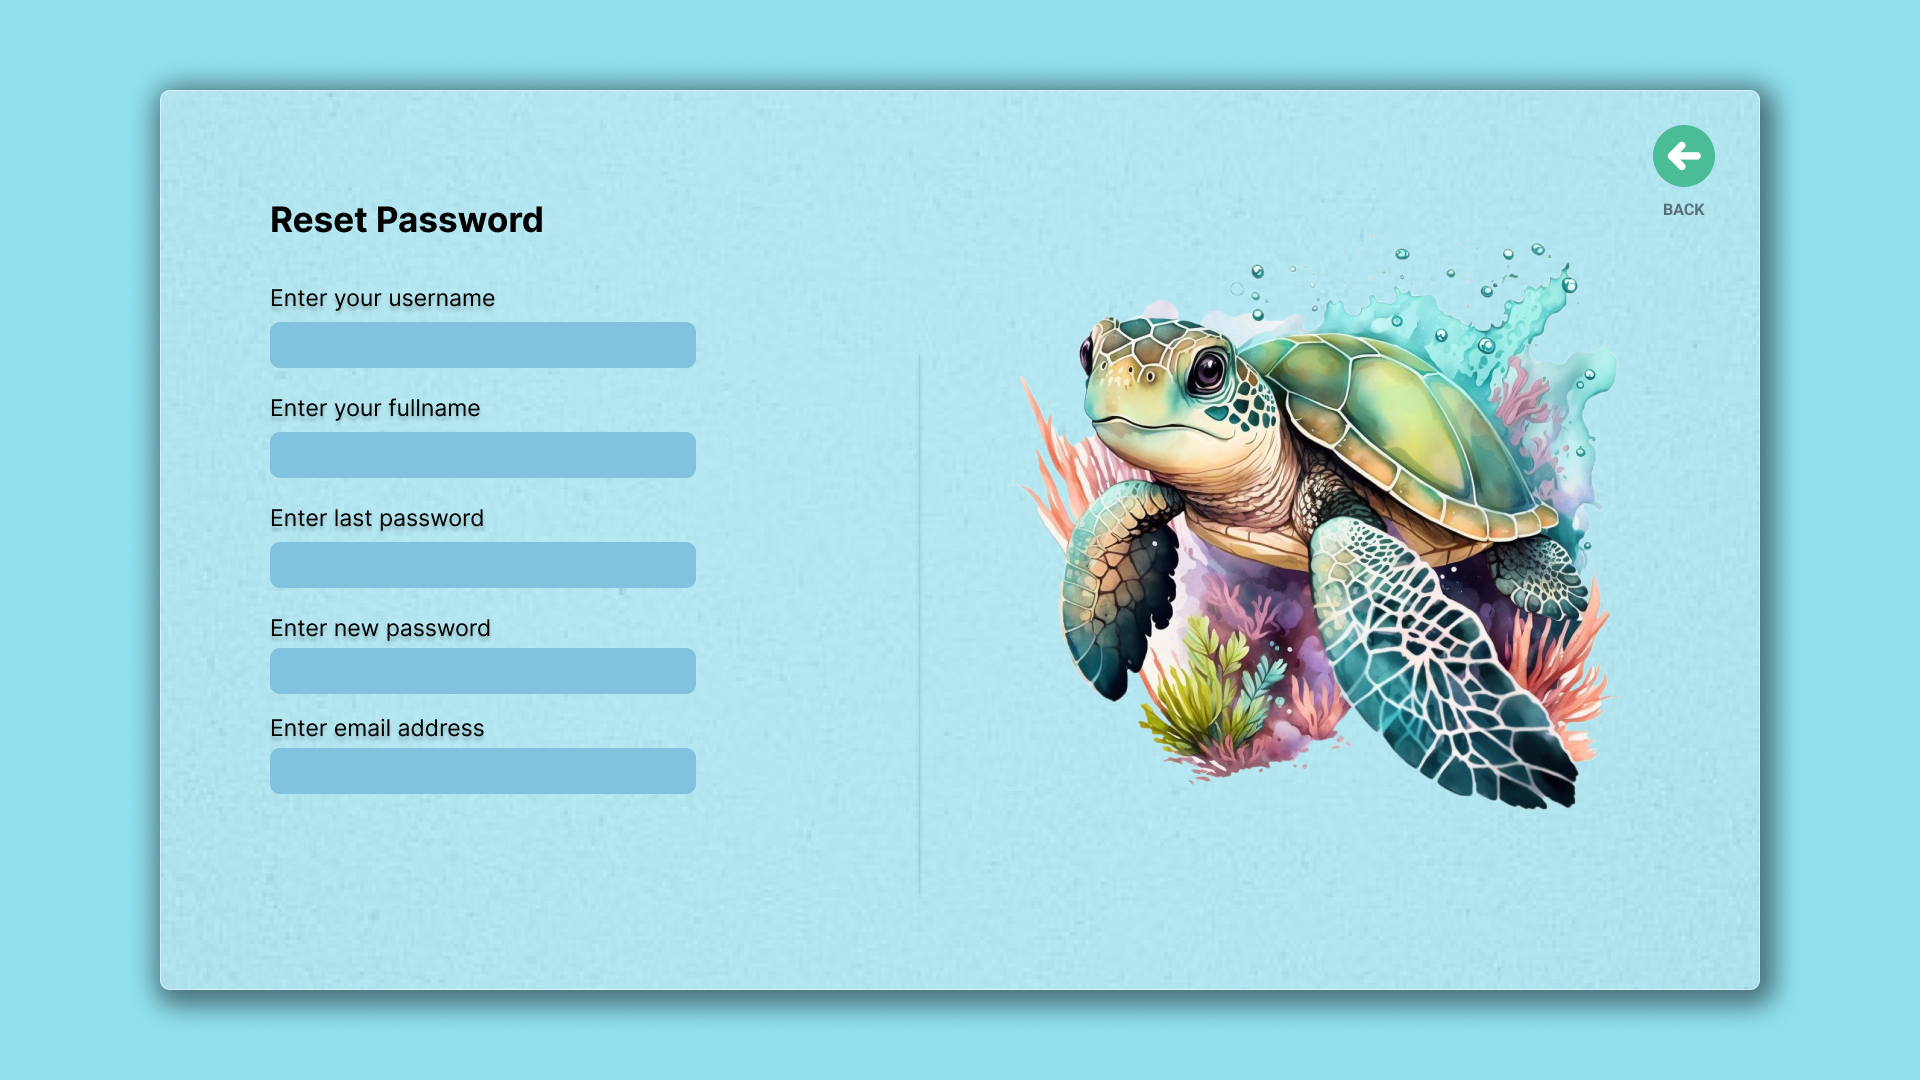 BACK
Reset Password
Enter your username
Enter your fullname
Enter last password
Enter new password
Enter email address